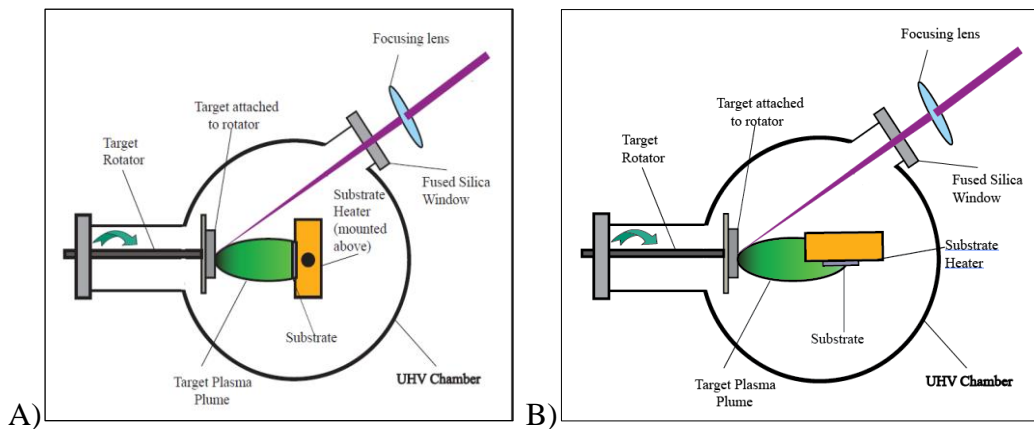 Focusing lens
Target attached
to rotator
Target
Rotator
Substrate
Heater
(mounted
above)
Fused Silica
Window
Substrate
Target Plasma
Plume
UHV Chamber
A)
Focusing lens
Target attached
to rotator
Target
Rotator
Fused Silica
Window
Substrate
Heater
Substrate
Target Plasma
Plume
UHV Chamber
B)